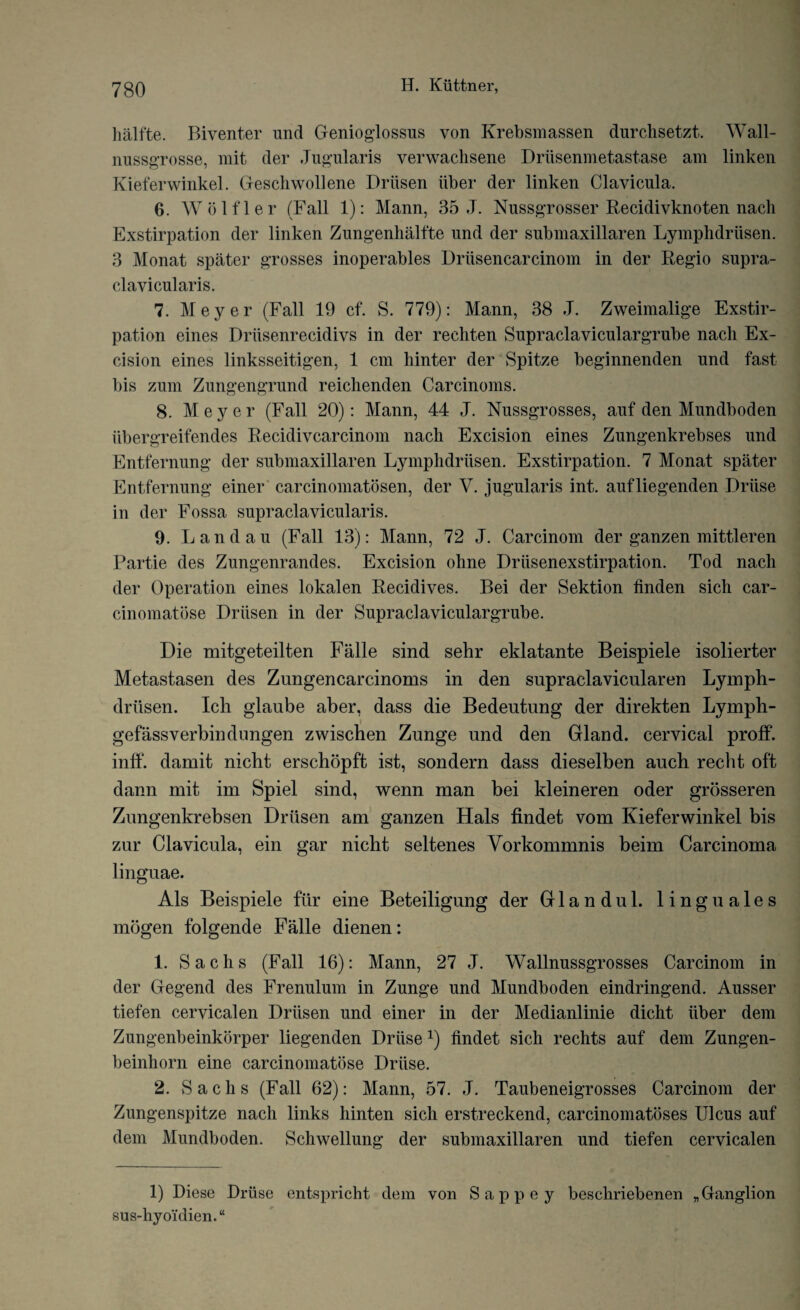 780
H. Küttner,
hälfte. Biventer und Genioglossus von Krebsmassen durchsetzt. Wall-
nussgrosse, mit der Jugularis verwachsene Drüsenmetastase am linken
Kieferwinkel. Geschwollene Drüsen über der linken Clavicula.
6. Wölfler (Fall 1): Mann, 35 J. Nussgrosser Recidivknoten nach
Exstirpation der linken Zungenhälfte und der submaxillaren Lymphdrüsen.
3 Monat später grosses inoperables Drüsencarcinom in der Regio supra-
clavicularis.
7. Meyer (Fall 19 cf. S. 779): Mann, 38 J. Zweimalige Exstir-
pation eines Drüsenrecidivs in der rechten Supraclaviculargrube nach Ex-
cision eines linksseitigen, 1 cm hinter der Spitze beginnenden und fast
bis zum Zungengrund reichenden Carcinoms.
8. Meyer (Fall 20): Mann, 44 J. Nussgrosses, auf den Mundboden
übergreifendes Recidivcarcinom nach Excision eines Zungenkrebses und
Entfernung der submaxillaren Lymphdrüsen. Exstirpation. 7 Monat später
Entfernung einer carcinomatösen, der V. jugularis int. aufliegenden Drüse
in der Fossa supraclavicularis.
9. Landau (Fall 13): Mann, 72 J. Carcinom der ganzen mittleren
Partie des Zungenrandes. Excision ohne Drüsenexstirpation. Tod nach
der Operation eines lokalen Recidives. Bei der Sektion finden sich car-
cinomatöse Drüsen in der Supraclaviculargrube.
Die mitgeteilten Fälle sind sehr eklatante Beispiele isolierter
Metastasen des Zungencarcinoms in den supraclavicularen Lymph-
drüsen. Ich glaube aber, dass die Bedeutung der direkten Lymph-
gefässverbindungen zwischen Zunge und den Gland. cervical proff.
inff. damit nicht erschöpft ist, sondern dass dieselben auch recht oft
dann mit im Spiel sind, wenn man bei kleineren oder grösseren
Zungenkrebsen Drüsen am ganzen Hals findet vom Kieferwinkel bis
zur Clavicula, ein gar nicht seltenes Vorkommnis beim Carcinoma
linguae.
Als Beispiele für eine Beteiligung der Glandul. linguales
mögen folgende Fälle dienen:
1. Sachs (Fall 16): Mann, 27 J. Wallnussgrosses Carcinom in
der Gegend des Frenulum in Zunge und Mundboden eindringend. Ausser
tiefen cervicalen Drüsen und einer in der Medianlinie dicht über dem
Zungenbeinkörper liegenden Drüse ¹) findet sich rechts auf dem Zungen-
beinhorn eine carcinomatöse Drüse.
2. Sachs (Fall 62): Mann, 57. J. Taubeneigrosses Carcinom der
Zungenspitze nach links hinten sich erstreckend, carcinomatöses Ulcus auf
dem Mundboden. Schwellung der submaxillaren und tiefen cervicalen
1) Diese Drüse entspricht dem von Sappey beschriebenen „Ganglion
sus-hyoïdien.“